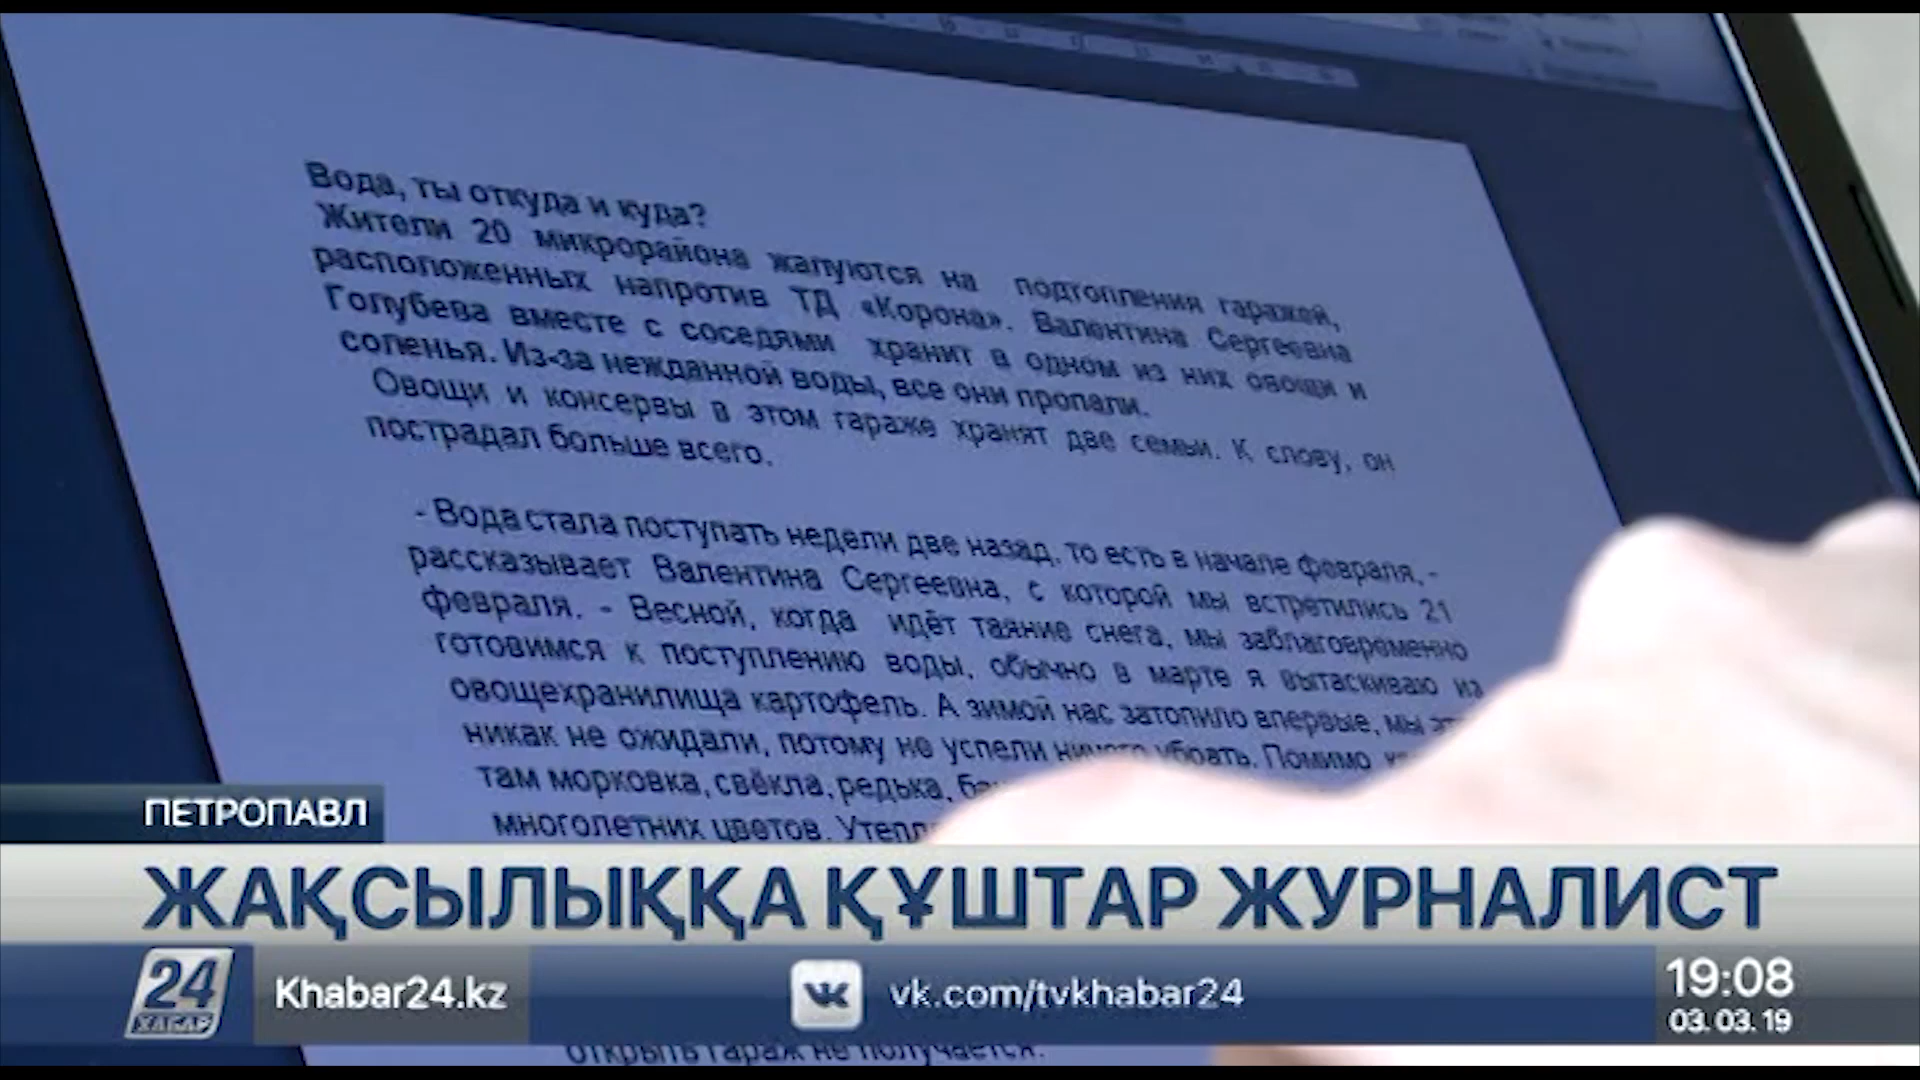 Вода, ты откуда и куда?
Жители 20 микрорайона жалуются на подтопления гаражей,
расположенных напротив ТД «Корона». Валентина Сергеевна
Голубева вместе с соседями хранит в одном из них овощи и
соленья. Из-за нежданной воды, все они пропали.
Овощи и консервы в этом гараже хранят две семьи. К слову, он
пострадал больше всего.
- Вода стала поступать недели две назад, то есть в начале февраля, -
рассказывает Валентина Сергеевна, с которой мы встретились 21
февраля. - Весной, когда идёт таяние снега, мы заблаговременно
готовимся к поступлению воды, обычно в марте я вытаскиваю из
овощехранилища картофель. А зимой нас затопило впервые, мы
никак не ожидали, потому не успели ничего убрать. Помимо
там морковка, свёкла, редька,
многолетних цветов.
ПЕТРОПАВЛ
ЖАҚСЫЛЫҚҚА ҚҰШТАР ЖУРНАЛИСТ
24
ХАБАР
Khabar24.kz
vk.com/tvkhabar24
19:08
03. 03. 19
открыть гараж не получается.